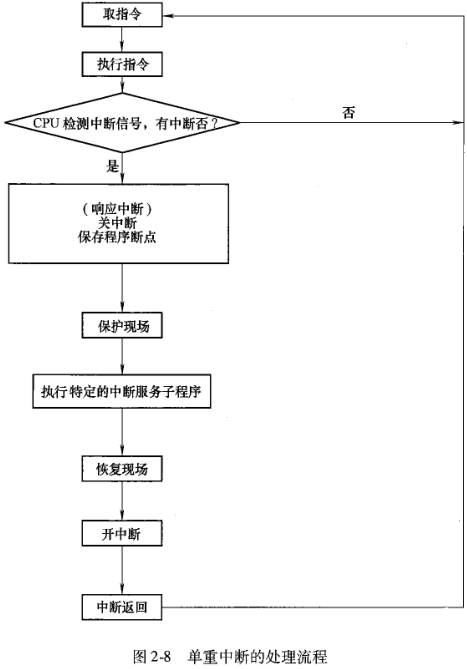 取指令
执行指令
CPU 检测中断信号，有中断否？
否
是
（响应中断）
关中断
保存程序断点
保护现场
执行特定的中断服务子程序
恢复现场
开中断
中断返回
图 2-8 单重中断的处理流程